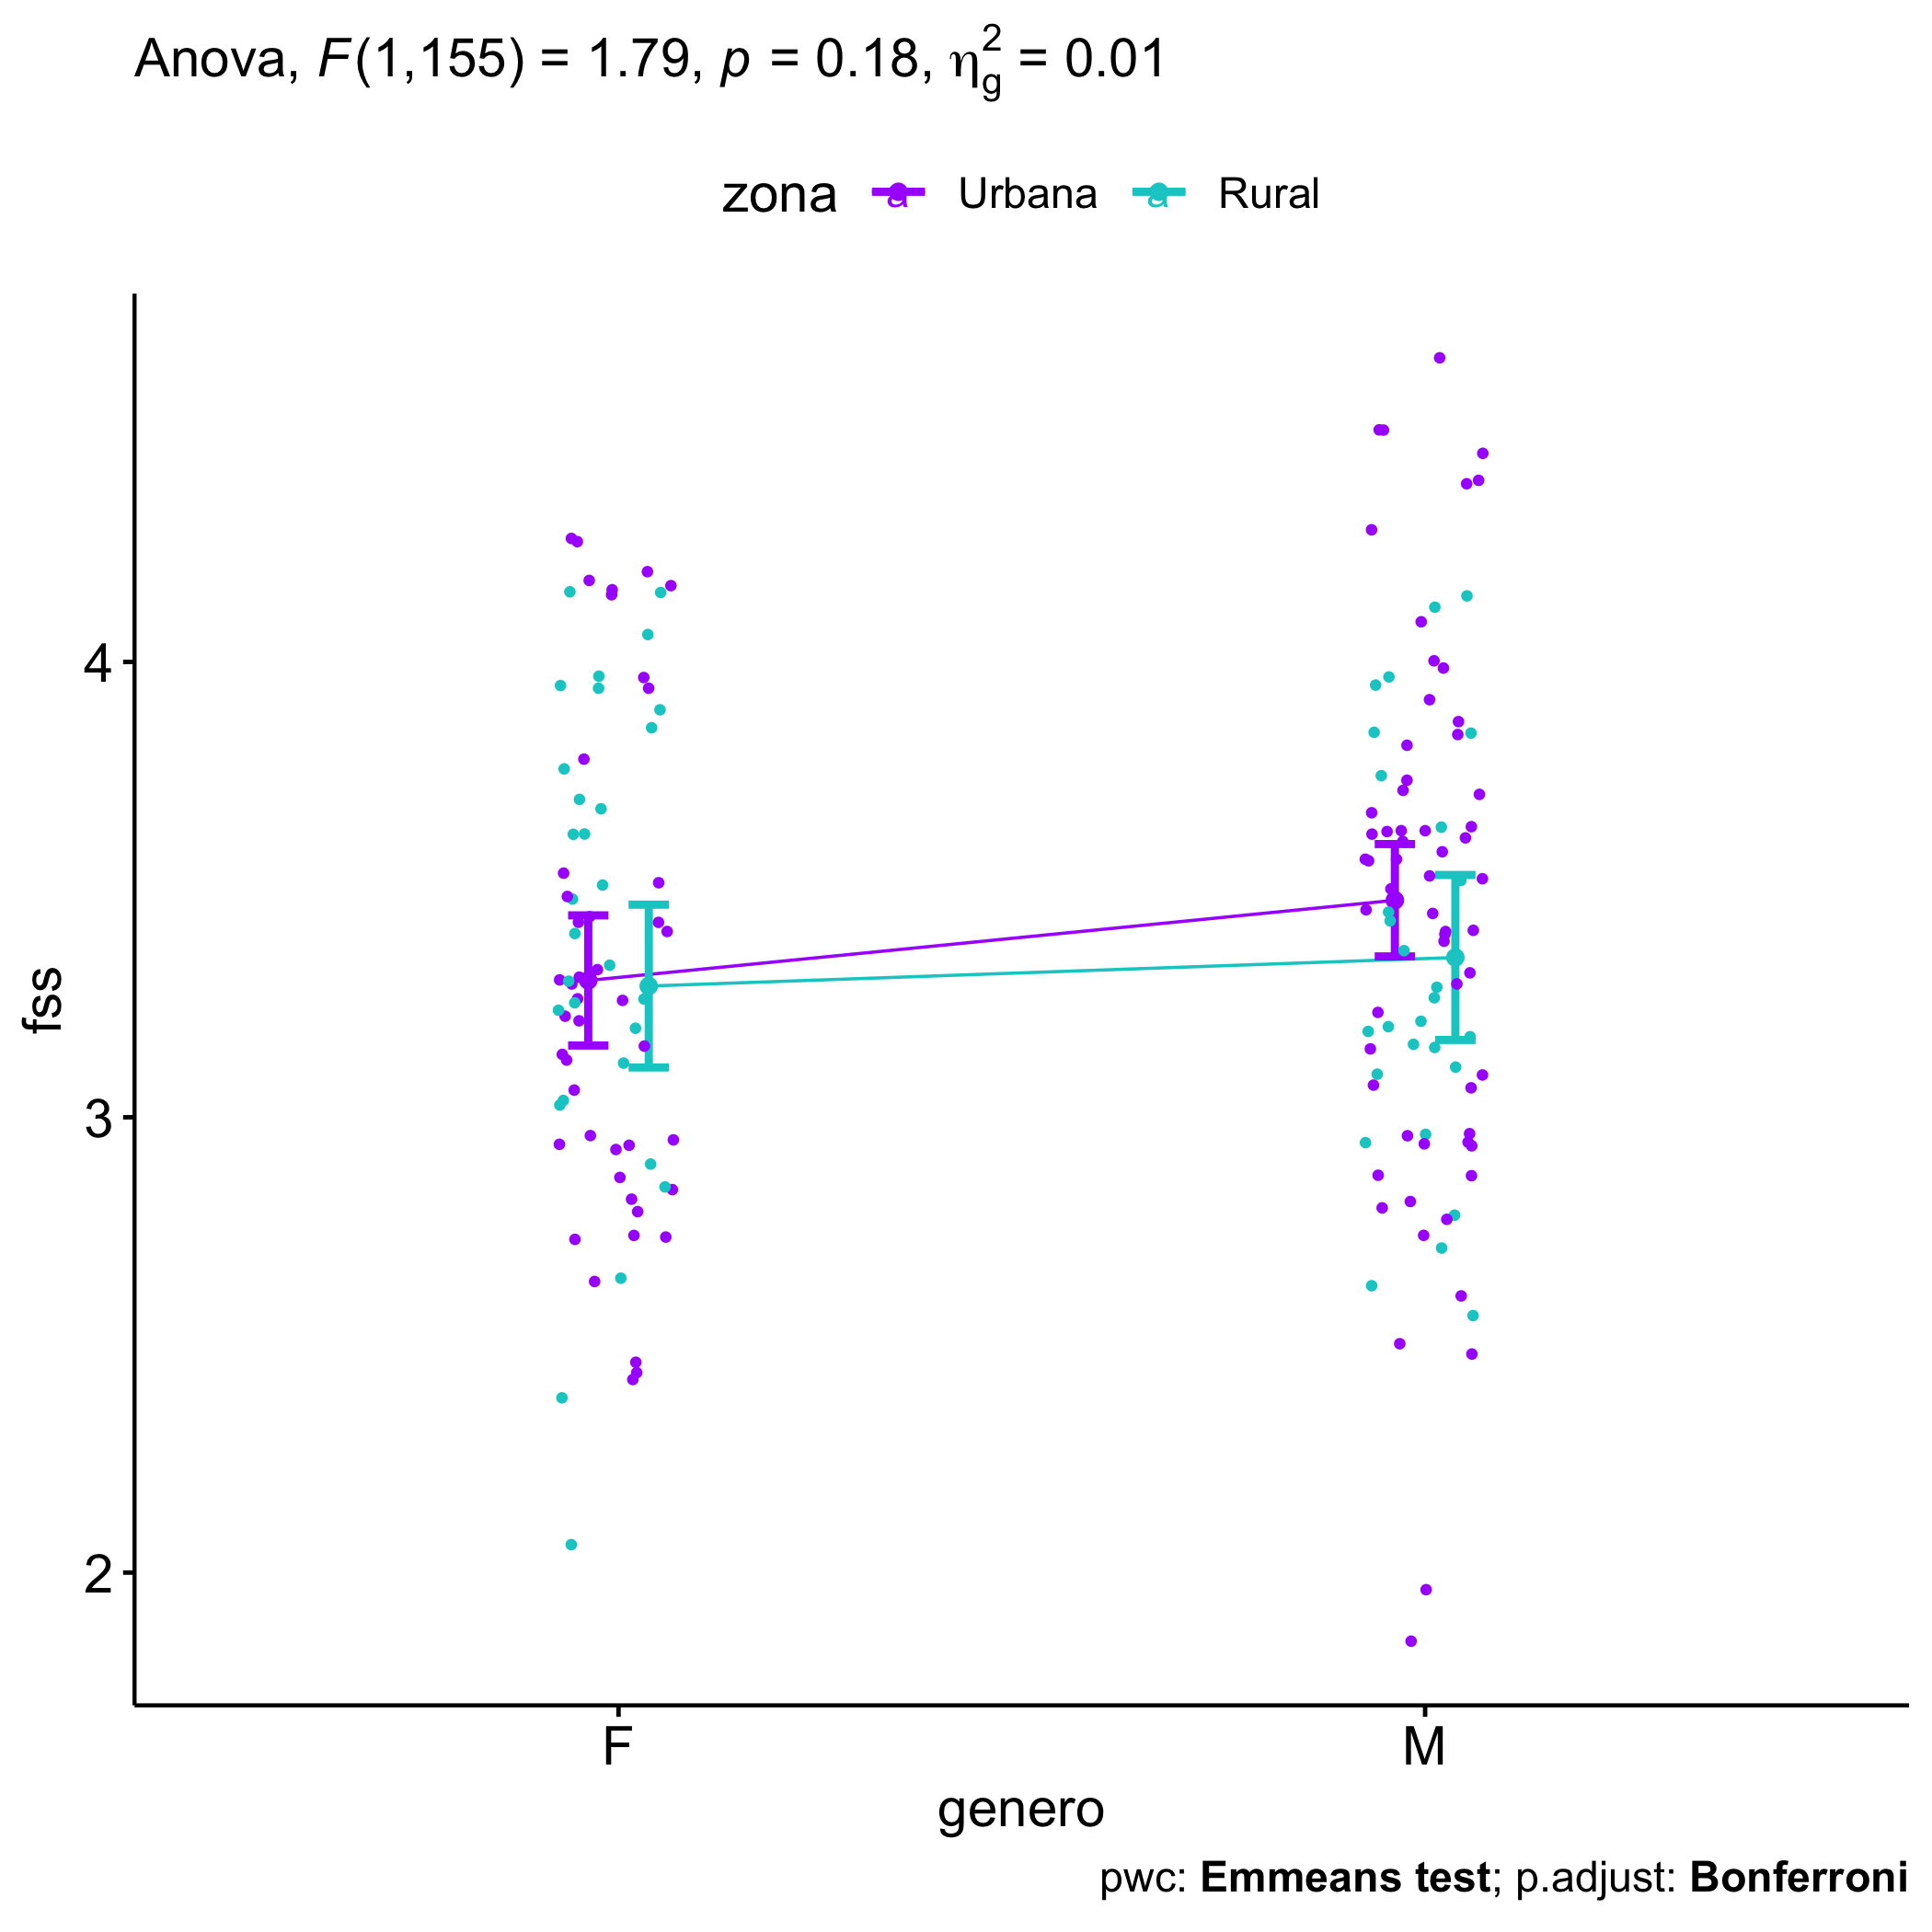 Anova, F(1,155) = 1.79, p = 0.18, η²g = 0.01
zona a Urbana a Rural
4
3
2
fss
F M
genero
pwc: Emmeans test; p.adjust: Bonferroni